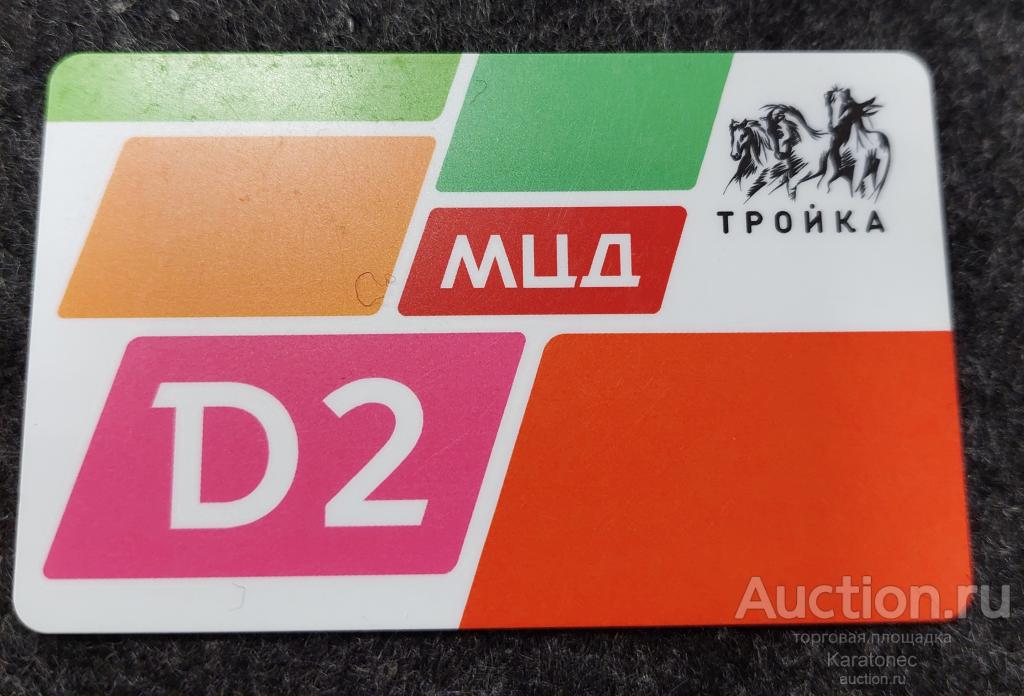 ТРОЙКА
МЦД
D2
Auction.ru
торговая площадка
Karatonec
auction.ru